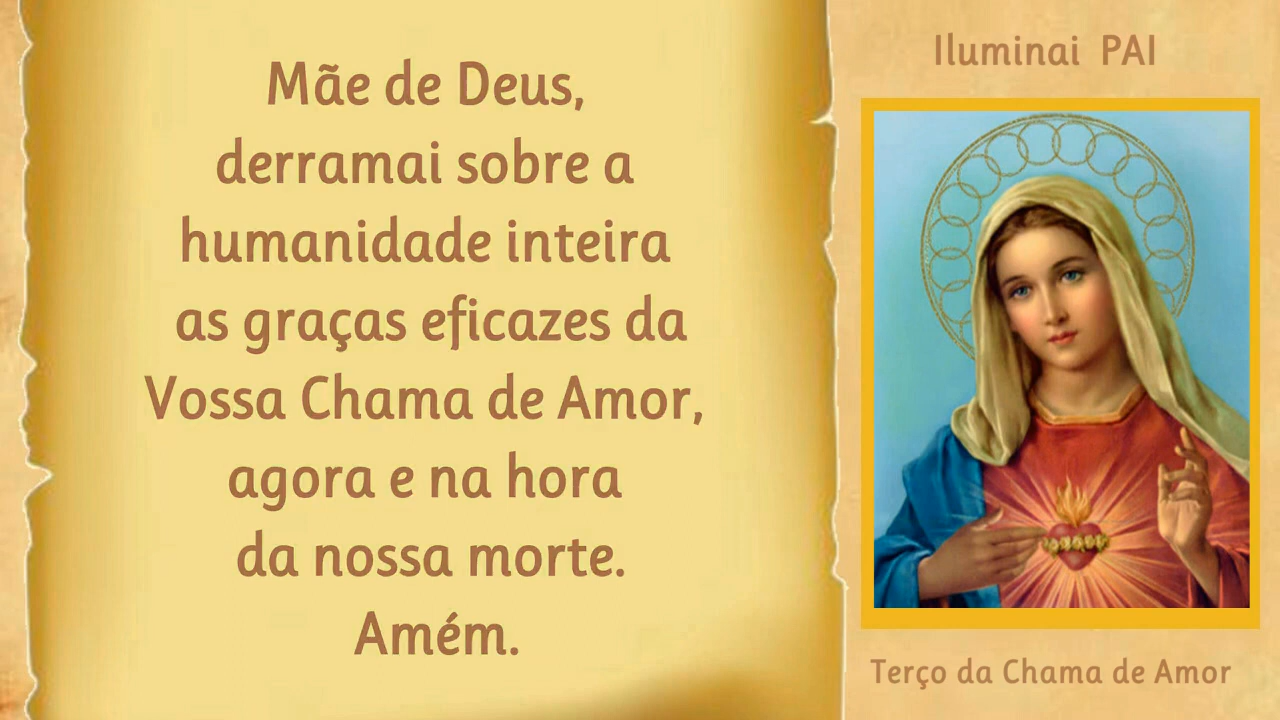 Mãe de Deus,
derramai sobre a
humanidade inteira
as graças eficazes da
Vossa Chama de Amor,
agora e na hora
da nossa morte.
Amém.
Iluminai PAI
Terço da Chama de Amor